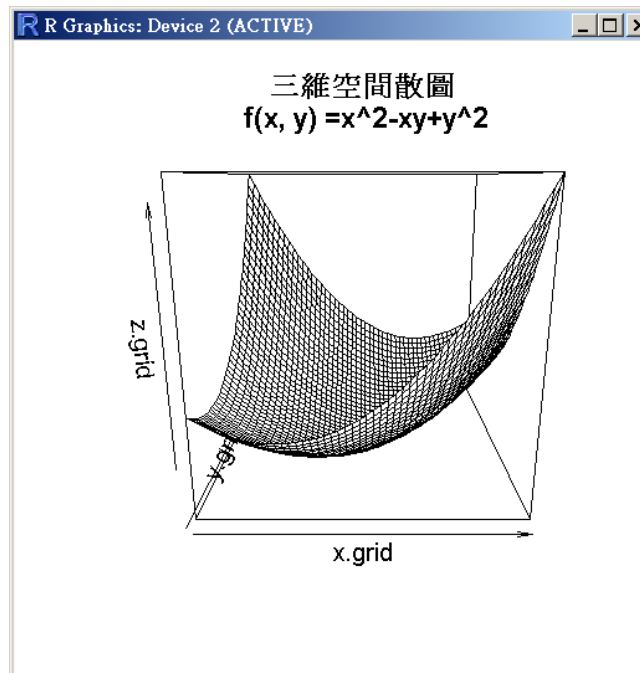 R Graphics: Device 2 (ACTIVE)
三維空間散圖
f(x, y) =x^2-xy+y^2
z.grid
x.grid